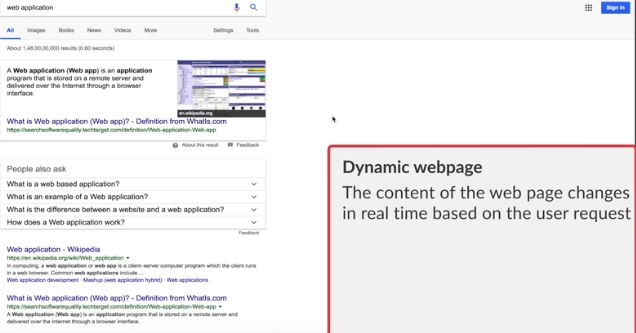 web application
Sign in
All Images Books News Videos More Settings Tools
About 1,48,00,00,000 results (0.60 seconds)
A Web application (Web app) is an application
program that is stored on a remote server and
delivered over the Internet through a browser
interface.
en.wikipedia.org
What is Web application (Web app)? - Definition from WhatIs.com
https://searchsoftwarequality.techtarget.com/definition/Web-application-Web-app
About this result Feedback
People also ask
What is a web based application?
What is an example of a Web application?
What is the difference between a website and a web application?
How does a Web application work?
Feedback
Web application - Wikipedia
https://en.wikipedia.org/wiki/Web_application
In computing, a web application or web app is a client-server computer program which the client runs
in a web browser. Common web applications include ...
Web application development · Mashup (web application hybrid) · Web applications
What is Web application (Web app)? - Definition from WhatIs.com
https://searchsoftwarequality.techtarget.com/definition/Web-application-Web-app
A Web application (Web app) is an application program that is stored on a remote server and
delivered over the Internet through a browser interface.
Dynamic webpage
The content of the web page changes
in real time based on the user request